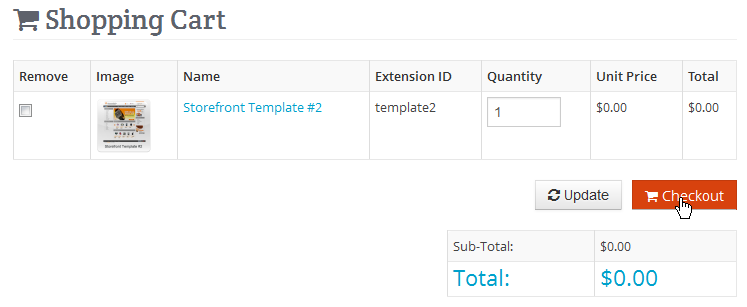 Shopping Cart
Remove Image Name Extension ID Quantity Unit Price Total
Storefront Template #2 template2 1 $0.00 $0.00
Storefront Template #2
Update Checkout
Sub-Total: $0.00
Total: $0.00